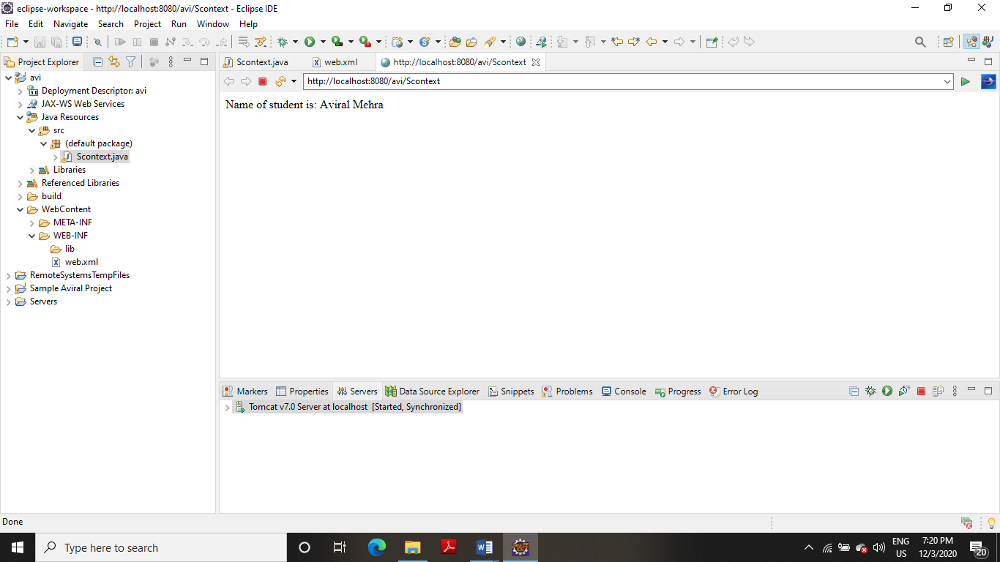 eclipse-workspace - http://localhost:8080/avi/Scontext - Eclipse IDE
File Edit Navigate Search Project Run Window Help
Project Explorer
Scontext.java web.xml http://localhost:8080/avi/Scontext
http://localhost:8080/avi/Scontext
Name of student is: Aviral Mehra
avi
3.0 Deployment Descriptor: avi
JAX-WS Web Services
Java Resources
src
(default package)
Scontext.java
Libraries
Referenced Libraries
build
WebContent
META-INF
WEB-INF
lib
web.xml
RemoteSystemsTempFiles
Sample Aviral Project
Servers
Markers Properties Servers Data Source Explorer Snippets Problems Console Progress Error Log
Tomcat v7.0 Server at localhost [Started, Synchronized]
Done
Type here to search
ENG
US
7:20 PM
12/3/2020
20